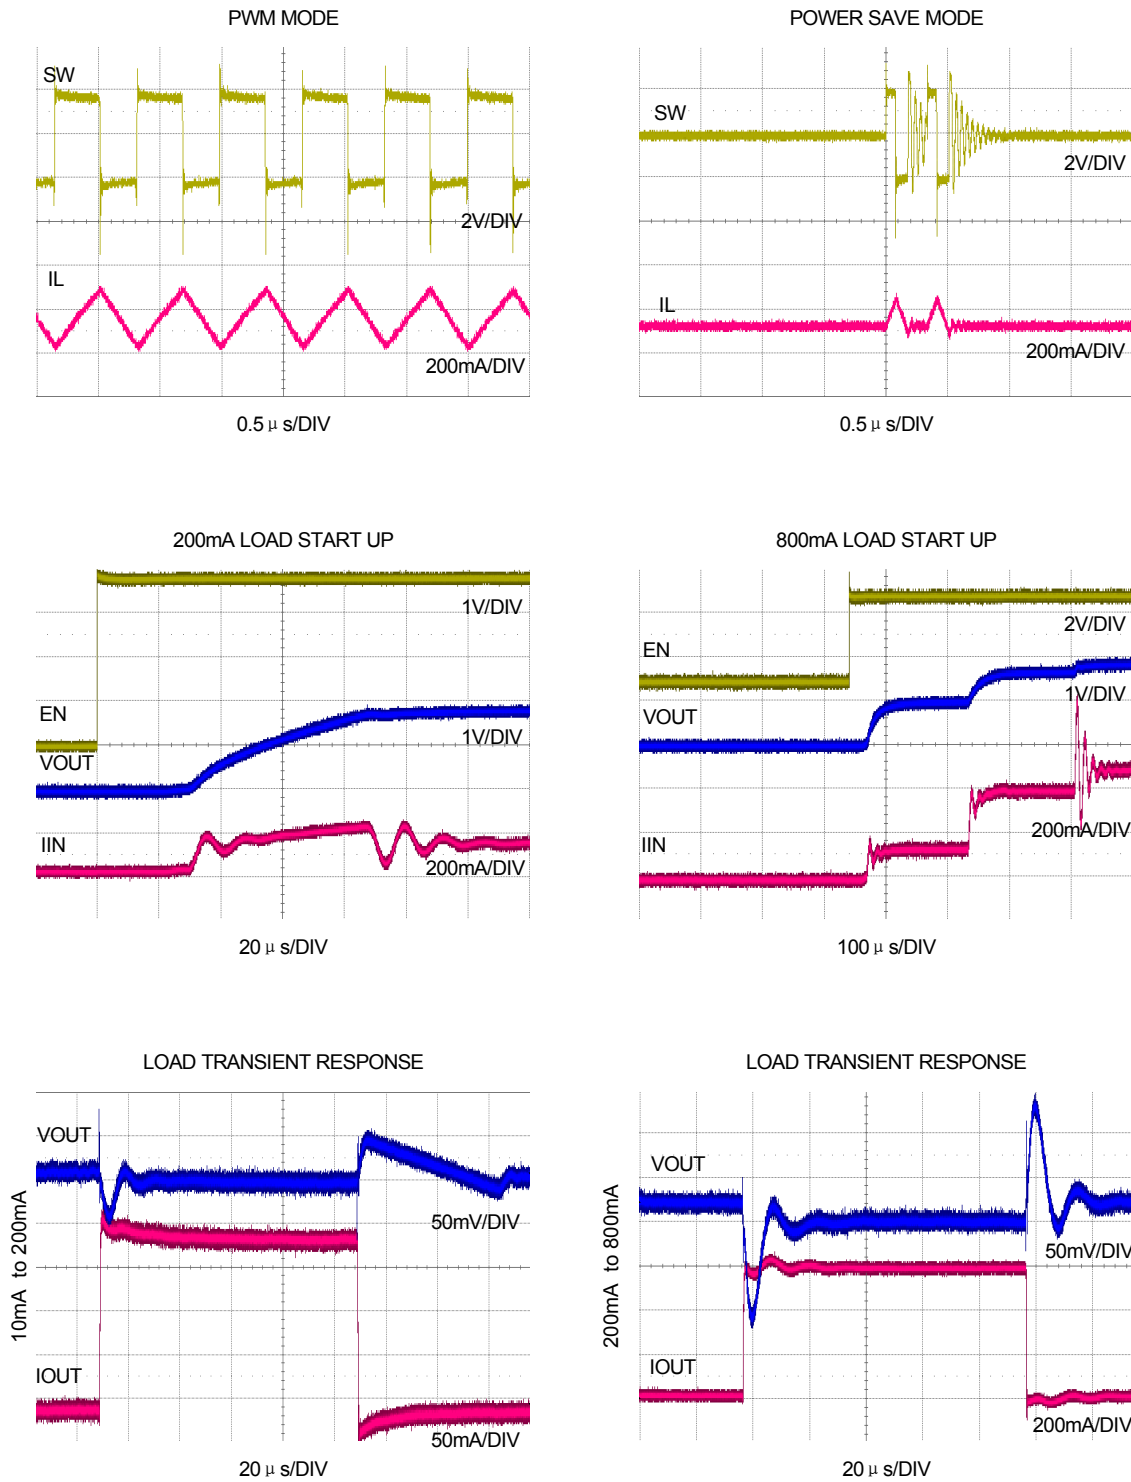 PWM MODE
SW
2V/DIV
IL
200mA/DIV
0.5 μ s/DIV
POWER SAVE MODE
SW
2V/DIV
IL
200mA/DIV
0.5 μ s/DIV
200mA LOAD START UP
1V/DIV
EN
1V/DIV
VOUT
IIN
200mA/DIV
20 μ s/DIV
800mA LOAD START UP
2V/DIV
EN
1V/DIV
VOUT
200mA/DIV
IIN
100 μ s/DIV
LOAD TRANSIENT RESPONSE
10mA to 200mA
VOUT
50mV/DIV
IOUT
50mA/DIV
20 μ s/DIV
LOAD TRANSIENT RESPONSE
200mA to 800mA
VOUT
50mV/DIV
IOUT
200mA/DIV
20 μ s/DIV